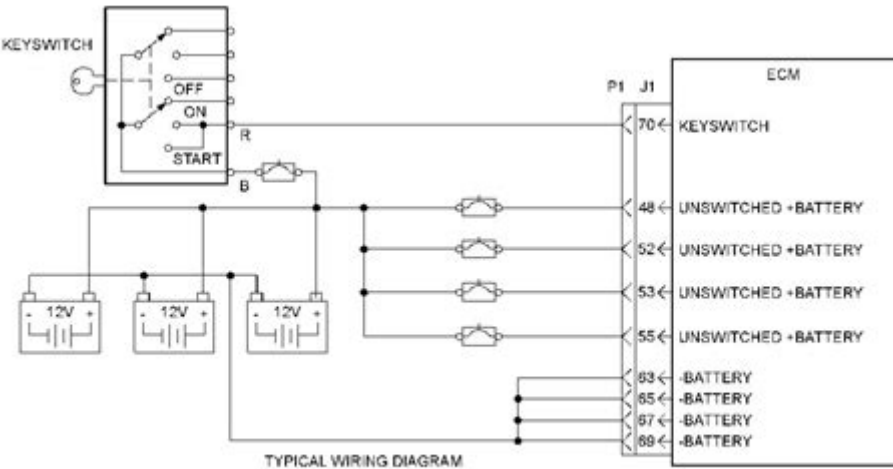 KEYSWITCH
OFF
ON
START
R
B
P1 J1
ECM
70 KEYSWITCH
48 UNSWITCHED +BATTERY
52 UNSWITCHED +BATTERY
53 UNSWITCHED +BATTERY
55 UNSWITCHED +BATTERY
63 -BATTERY
65 -BATTERY
67 -BATTERY
69 -BATTERY
12V
- +
12V
- +
12V
- +
TYPICAL WIRING DIAGRAM